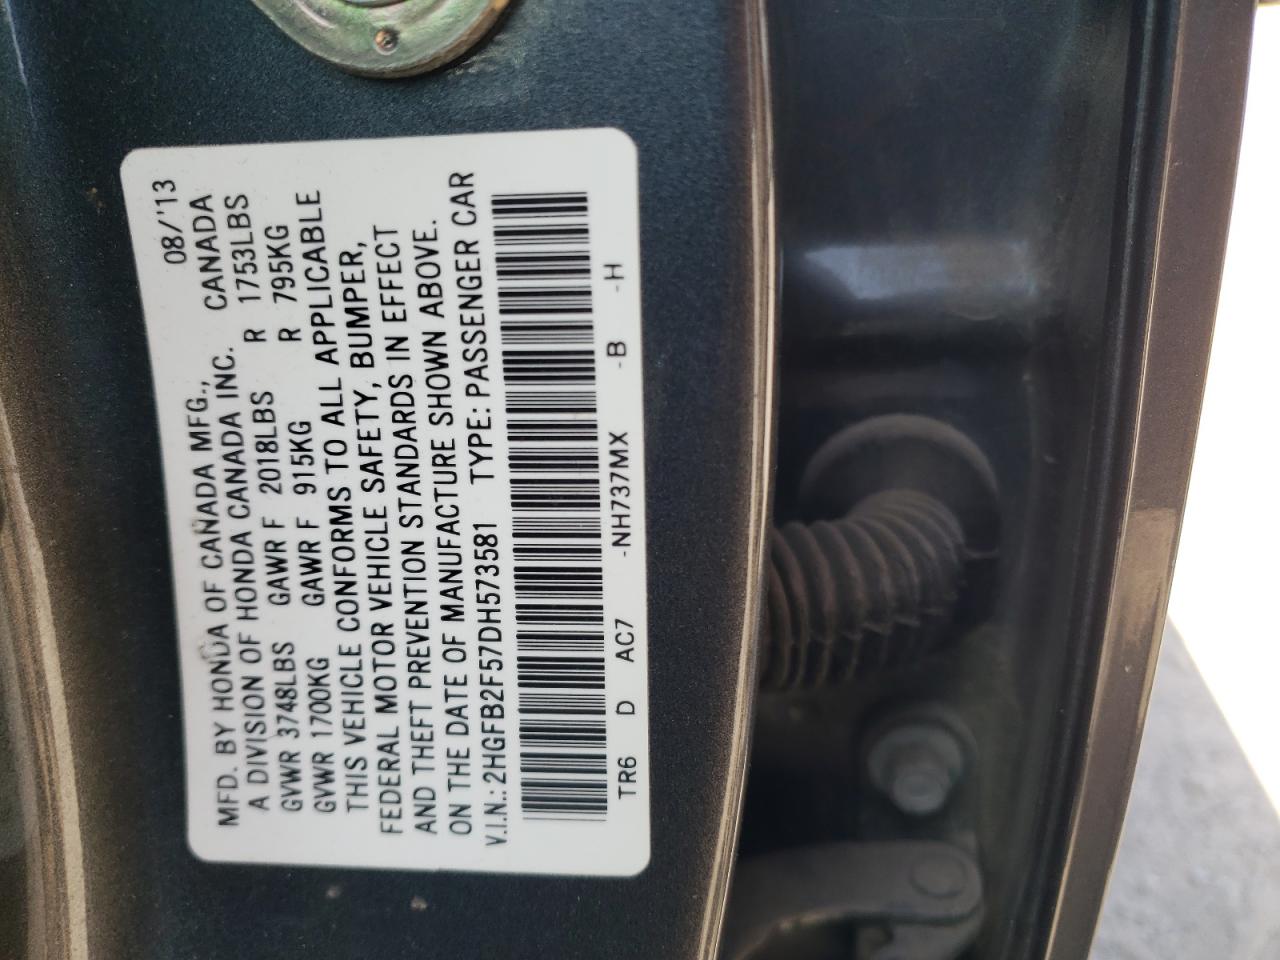 08/'13
MFD. BY HONDA OF CANADA MFG., CANADA
A DIVISION OF HONDA CANADA INC.
GVWR 3748LBS GAWR F 2018LBS R 1753LBS
GVWR 1700KG GAWR F 915KG R 795KG
THIS VEHICLE CONFORMS TO ALL APPLICABLE
FEDERAL MOTOR VEHICLE SAFETY, BUMPER,
AND THEFT PREVENTION STANDARDS IN EFFECT
ON THE DATE OF MANUFACTURE SHOWN ABOVE.
V.I.N.: 2HGFB2F57DH573581 TYPE: PASSENGER CAR
TR6 D AC7 -NH737MX -B -H